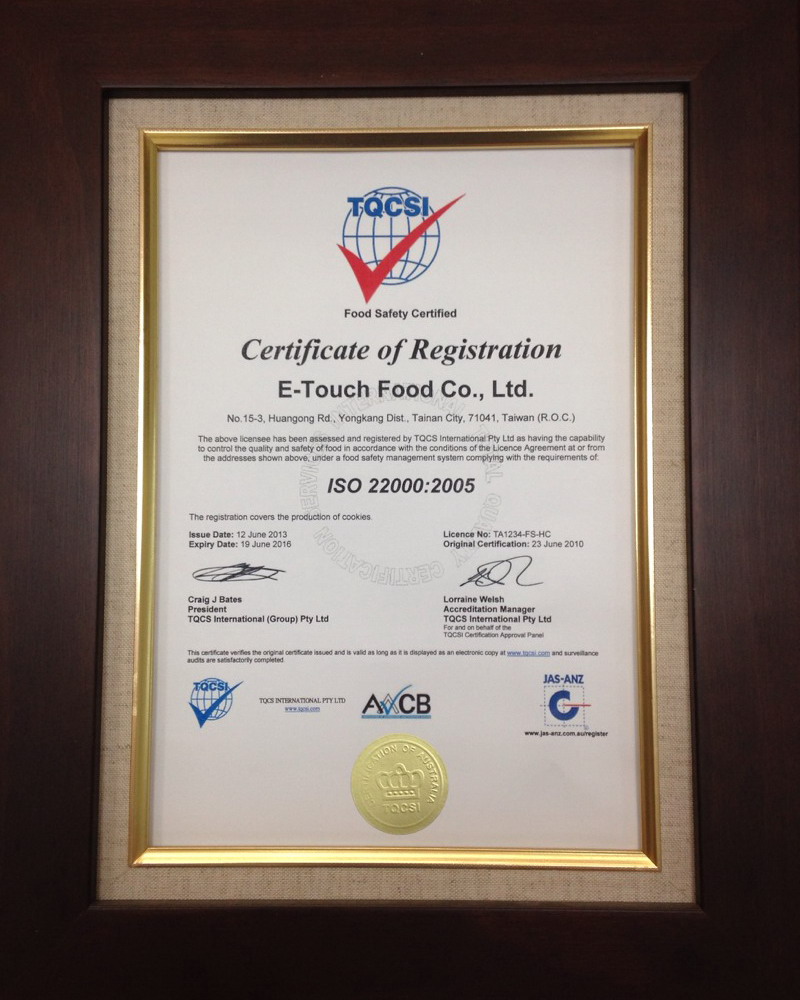 TQCSI
Food Safety Certified
Certificate of Registration
E-Touch Food Co., Ltd.
No.15-3, Huangong Rd., Yongkang Dist., Tainan City, 71041, Taiwan (R.O.C.)
The above licensee has been assessed and registered by TQCS International Pty Ltd as having the capability
to control the quality and safety of food in accordance with the conditions of the Licence Agreement at or from
the addresses shown above, under a food safety management system complying with the requirements of:
ISO 22000:2005
The registration covers the production of cookies.
Issue Date: 12 June 2013
Expiry Date: 19 June 2016
Licence No: TA1234-FS-HC
Original Certification: 23 June 2010
Craig J Bates
President
TQCS International (Group) Pty Ltd
Lorraine Welsh
Accreditation Manager
TQCS International Pty Ltd
For and on behalf of the
TQCSI Certification Approval Panel
This certificate verifies the original certificate issued and is valid as long as it is displayed as an electronic copy at www.tqcsi.com and surveillance
audits are satisfactorily completed
TQCSI
TQCS INTERNATIONAL PTY LTD
www.tqcsi.com
AWCB
JAS-ANZ
www.jas-anz.com.au/register
OF AUSTRALIA
TQCSI